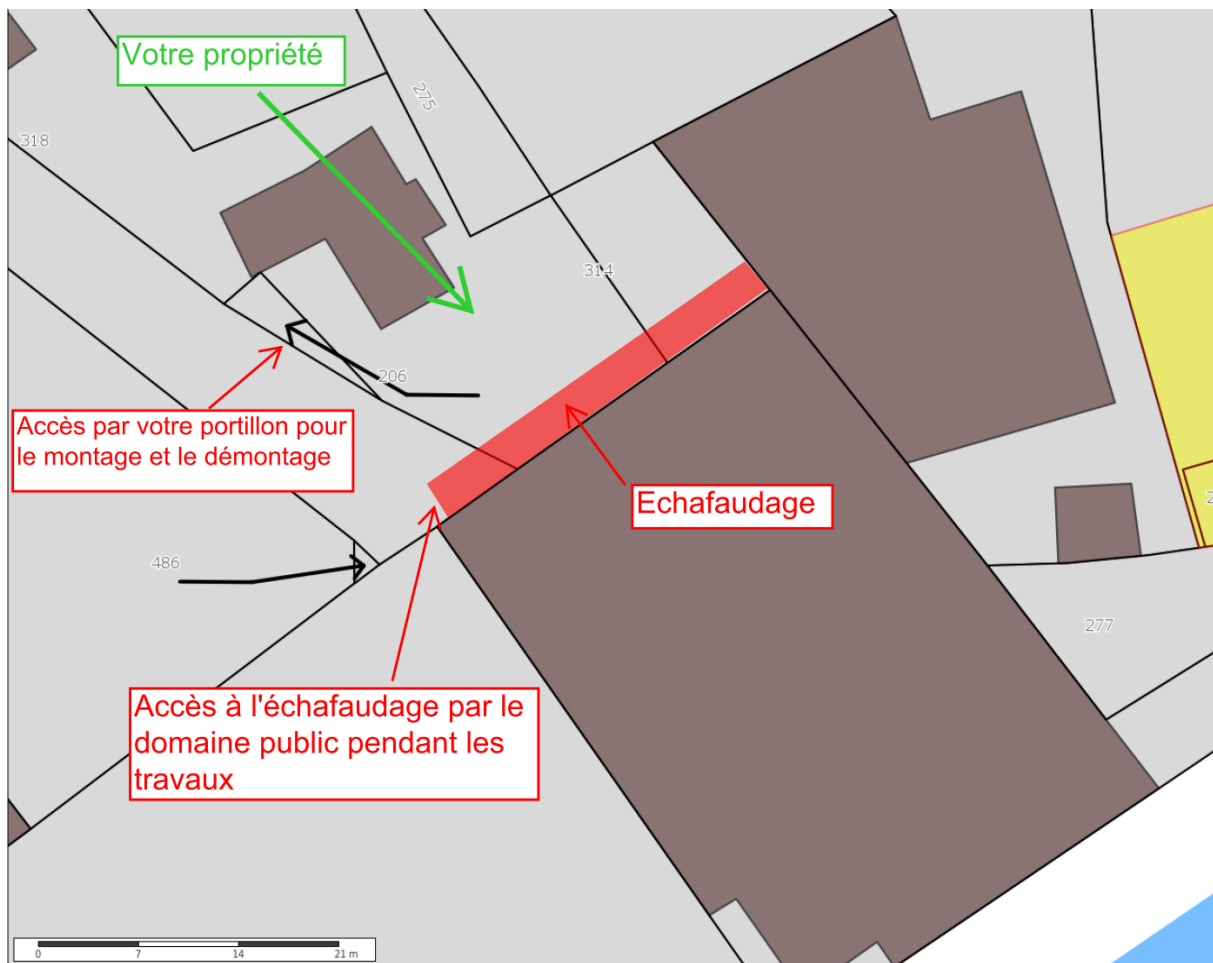 Votre propriété
275
318
314
206
Accès par votre portillon pour
le montage et le démontage
Echafaudage
2
486
277
Accès à l'échafaudage par le
domaine public pendant les
travaux
0 7 14 21 m